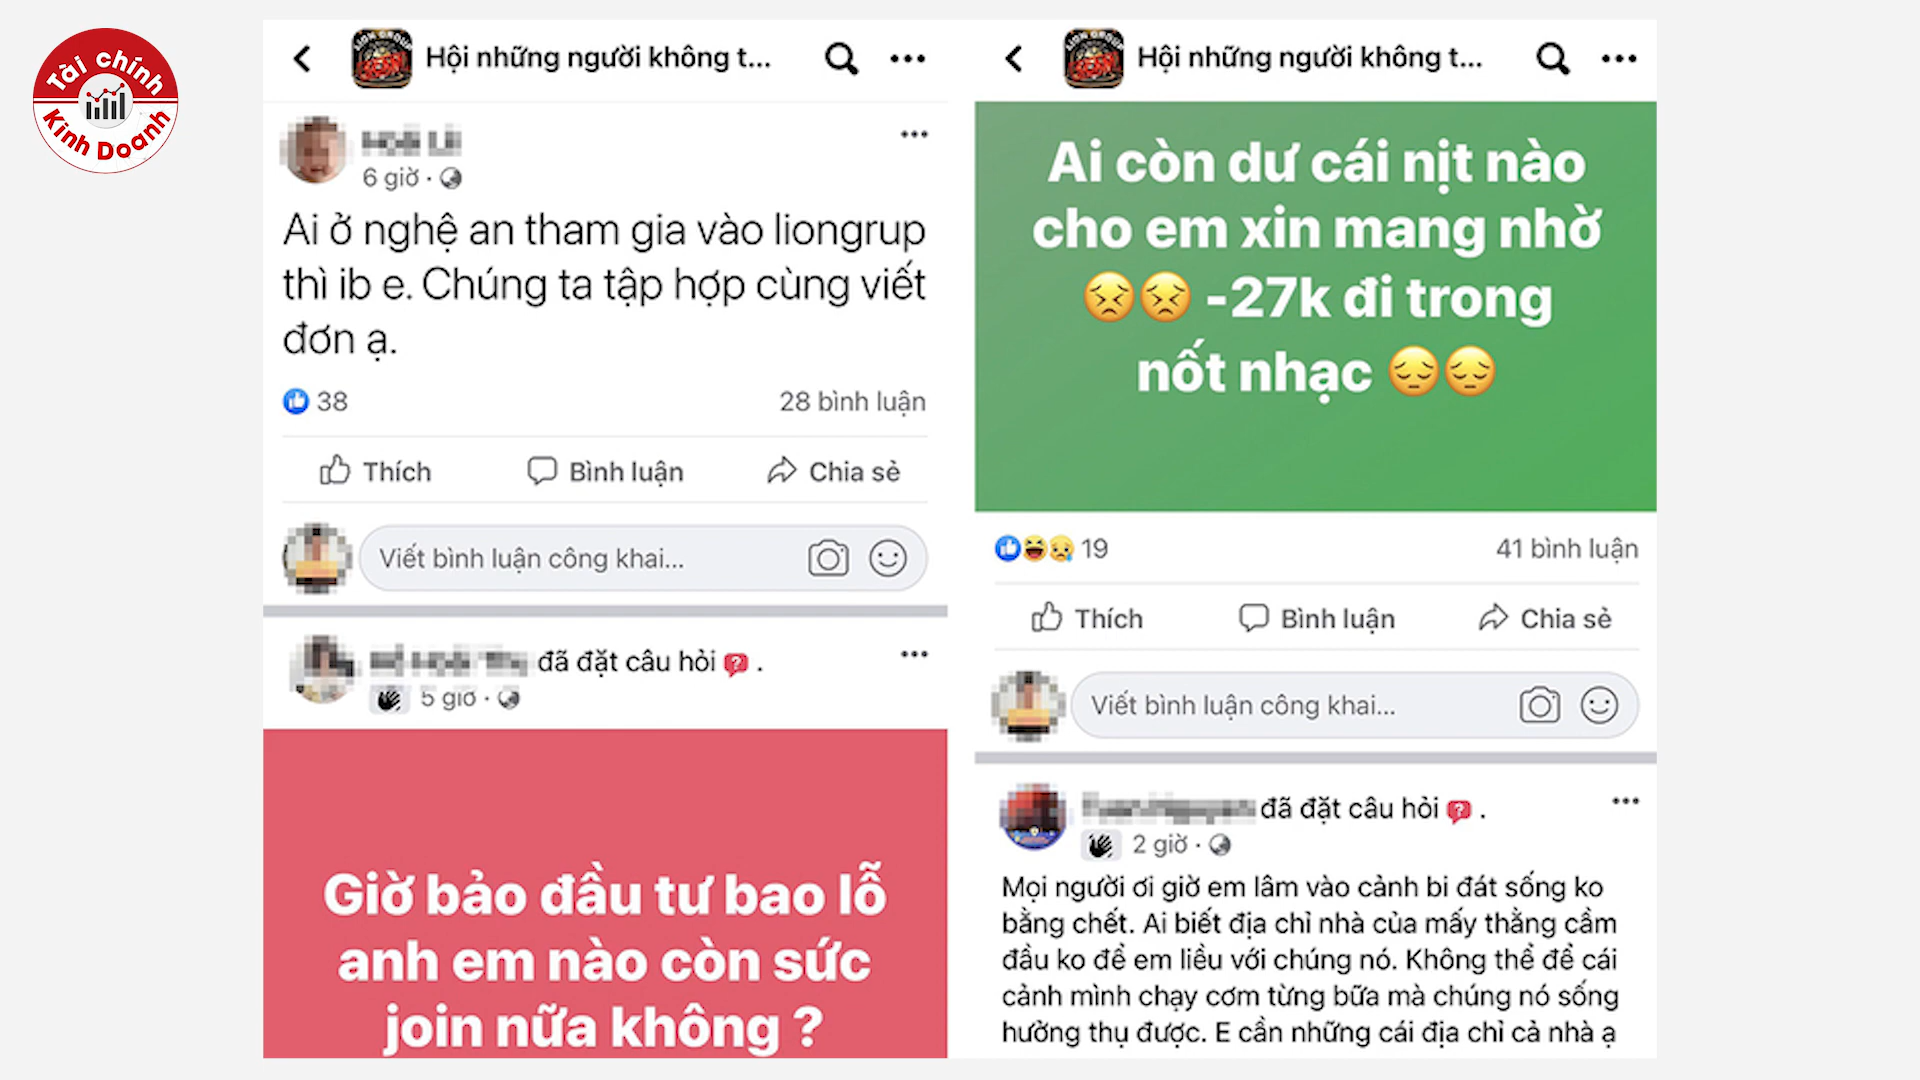 Tài chính
Kinh Doanh
Hội những người không t...
6 giờ ·
Ai ở nghệ an tham gia vào liongrup
thì ib e. Chúng ta tập hợp cùng viết
đơn ạ.
38
28 bình luận
Thích
Bình luận
Chia sẻ
Viết bình luận công khai...
đã đặt câu hỏi ? .
5 giờ ·
Giờ bảo đầu tư bao lỗ
anh em nào còn sức
join nữa không ?
Hội những người không t...
Ai còn dư cái nịt nào
cho em xin mang nhờ
😣😣 -27k đi trong
nốt nhạc 😔😔
19
41 bình luận
Thích
Bình luận
Chia sẻ
Viết bình luận công khai...
đã đặt câu hỏi ? .
2 giờ ·
Mọi người ơi giờ em lâm vào cảnh bi đát sống ko
bằng chết. Ai biết địa chỉ nhà của mấy thằng cầm
đầu ko để em liều với chúng nó. Không thể để cái
cảnh mình chạy cơm từng bữa mà chúng nó sống
hưởng thụ được. E cần những cái địa chỉ cả nhà ạ